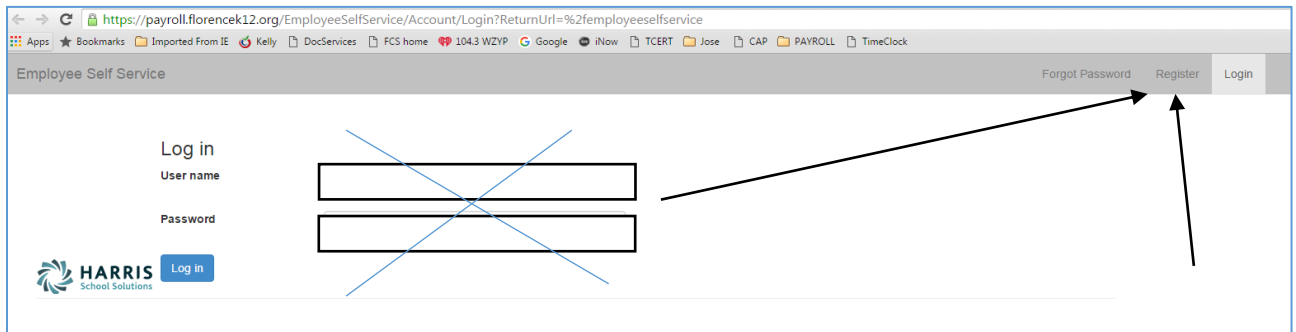 https://payroll.florencek12.org/EmployeeSelfService/Account/Login?ReturnUrl=%2femployeeselfservice
Apps Bookmarks Imported From IE Kelly DocServices FCS home 104.3 WZYP Google iNow TCERT Jose CAP PAYROLL TimeClock
Employee Self Service Forgot Password Register Login
Log in
User name
Password
Log in
HARRIS
School Solutions